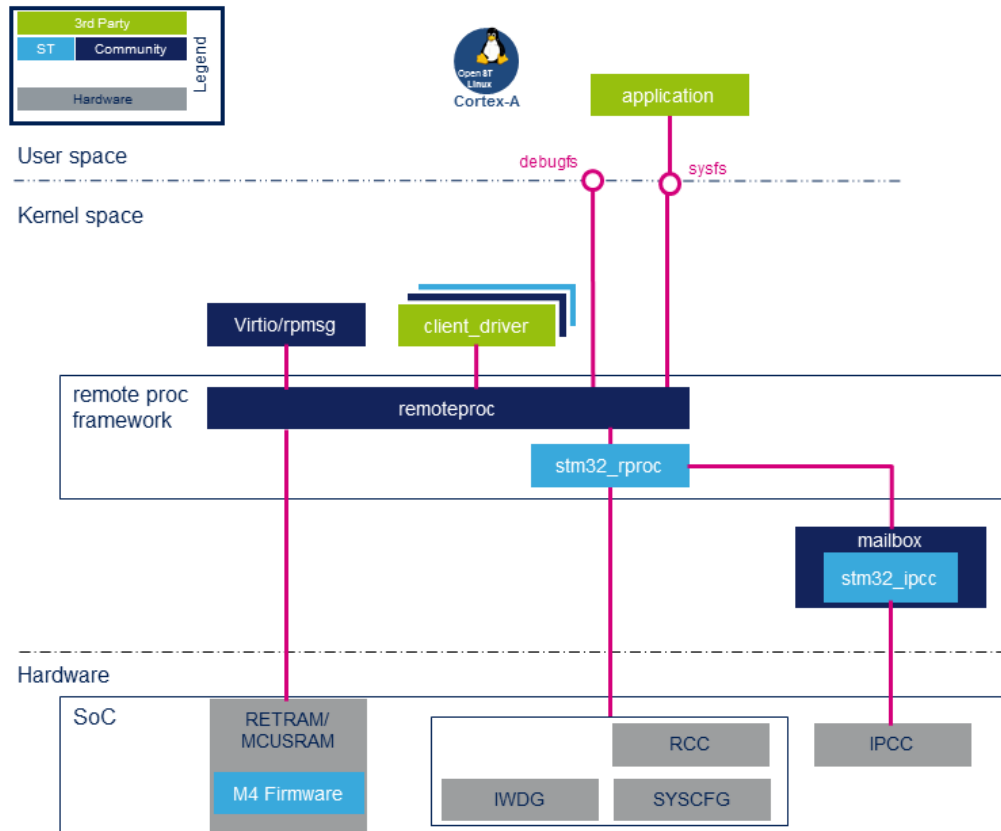 3rd Party
ST
Community
Hardware
Legend
Open ST
Linux
Cortex-A
application
User space
debugfs
sysfs
Kernel space
Virtio/rpmsg
client_driver
remote proc
framework
remoteproc
stm32_rproc
mailbox
stm32_ipcc
Hardware
SoC
RETRAM/
MCUSRAM
M4 Firmware
RCC
IWDG
SYSCFG
IPCC